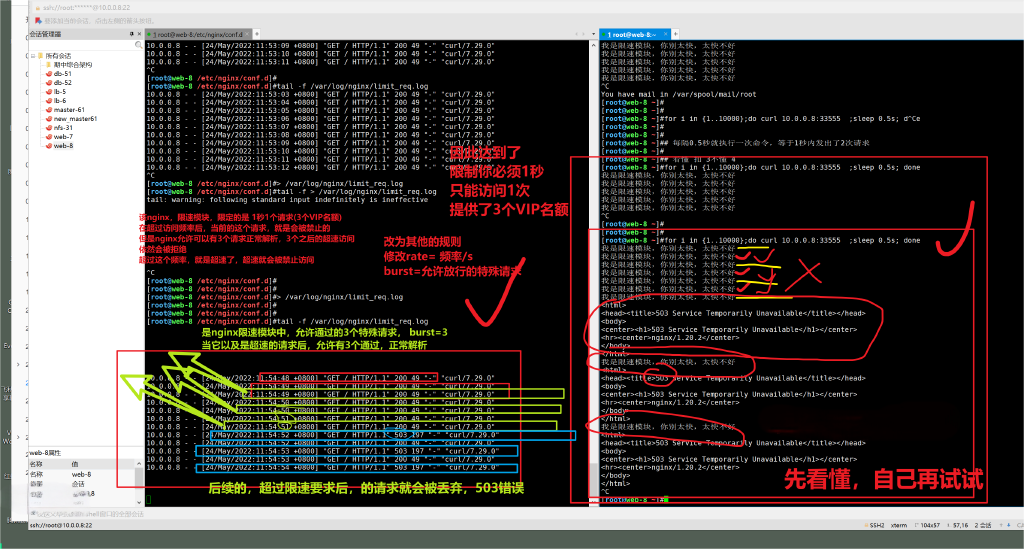 ssh://root:******@10.0.0.8:22
会话管理器
1 root@web-8:/etc/nginx/conf.d
1 root@web-8:~
所有会话
期中综合架构
db-51
db-52
lb-5
lb-6
master-61
new_master61
nfs-31
web-7
web-8
10.0.0.8 - - [24/May/2022:11:53:09 +0800] "GET / HTTP/1.1" 200 49 "-" "curl/7.29.0"
10.0.0.8 - - [24/May/2022:11:53:10 +0800] "GET / HTTP/1.1" 200 49 "-" "curl/7.29.0"
10.0.0.8 - - [24/May/2022:11:53:11 +0800] "GET / HTTP/1.1" 200 49 "-" "curl/7.29.0"
^C
[root@web-8 /etc/nginx/conf.d]#
[root@web-8 /etc/nginx/conf.d]#tail -f /var/log/nginx/limit_req.log
10.0.0.8 - - [24/May/2022:11:53:03 +0800] "GET / HTTP/1.1" 200 49 "-" "curl/7.29.0"
10.0.0.8 - - [24/May/2022:11:53:04 +0800] "GET / HTTP/1.1" 200 49 "-" "curl/7.29.0"
10.0.0.8 - - [24/May/2022:11:53:05 +0800] "GET / HTTP/1.1" 200 49 "-" "curl/7.29.0"
10.0.0.8 - - [24/May/2022:11:53:06 +0800] "GET / HTTP/1.1" 200 49 "-" "curl/7.29.0"
10.0.0.8 - - [24/May/2022:11:53:07 +0800] "GET / HTTP/1.1" 200 49 "-" "curl/7.29.0"
10.0.0.8 - - [24/May/2022:11:53:08 +0800] "GET / HTTP/1.1" 200 49 "-" "curl/7.29.0"
10.0.0.8 - - [24/May/2022:11:53:09 +0800] "GET / HTTP/1.1" 200 49 "-" "curl/7.29.0"
10.0.0.8 - - [24/May/2022:11:53:10 +0800] "GET / HTTP/1.1" 200 49 "-" "curl/7.29.0"
10.0.0.8 - - [24/May/2022:11:53:11 +0800] "GET / HTTP/1.1" 200 49 "-"
10.0.0.8 - - [24/May/2022:11:53:12 +0800] "GET / HTTP/1.1" 200 49 "-"
^C
[root@web-8 /etc/nginx/conf.d]#> /var/log/nginx/limit_req.log
[root@web-8 /etc/nginx/conf.d]#tail -f > /var/log/nginx/limit_req.log
tail: warning: following standard input indefinitely is ineffective
达到了
限制你必须1秒
只能访问1次
提供了3个VIP名额
该nginx,限速模块,限定的是 1秒1个请求(3个VIP名额)
在超过访问频率后,当前的这个请求,就是会被禁止的
但是nginx允许可以有3个请求正常解析,3个之后的超速访问
依然会被拒绝
超过这个频率,就是超速了,超速就会被禁止访问
改为其他的规则
修改rate= 频率/s
burst=允许放行的特殊请求
^C
[root@web-8 /etc/nginx/conf.d]#
[root@web-8 /etc/nginx/conf.d]#
[root@web-8 /etc/nginx/conf.d]#> /var/log/nginx/limit_req.log
[root@web-8 /etc/nginx/conf.d]#
[root@web-8 /etc/nginx/conf.d]#
[root@web-8 /etc/nginx/conf.d]#tail -f /var/log/nginx/limit_req.log
是nginx限速模块中,允许通过的3个特殊请求, burst=3
当它以及是超速的请求后,允许有3个通过,正常解析
10.0.0.8 - - [24/May/2022:11:54:48 +0800] "GET / HTTP/1.1" 200 49 "-" "curl/7.29.0"
10.0.0.8 - - [24/May/2022:11:54:49 +0800] "GET / HTTP/1.1" 200 49 "-" "curl/7.29.0"
/May/2022:11:54:49 +0800] "GET / HTTP/1.1" 200 49 "-" "curl/7.29.0"
/2022:11:54:50 +0800] "GET / HTTP/1.1" 200 49 "-" "curl/7.29.0"
2022:11:54:50 +0800] "GET / HTTP/1.1" 200 49 "-" "curl/7.29.0"
2022:11:54:51 +0800] "GET / HTTP/1.1" 200 49 "-" "curl/7.29.0"
10.0.0.8 - /May/2022:11:54:52 +0800] "GET / HTTP/1.1" 503 197 "-" "curl/7.29.0"
10.0.0.8 - - [24/May/2022:11:54:52 +0800] "GET / HTTP/1.1" 200 49 "-" "curl/7.29.0"
10.0.0.8 - - [24/May/2022:11:54:53 +0800] "GET / HTTP/1.1" 503 197 "-" "curl/7.29.0"
10.0.0.8 - - [24/May/2022:11:54:53 +0800] "GET / HTTP/1.1" 200 49 "-" "curl/7.29.0"
10.0.0.8 - - [24/May/2022:11:54:54 +0800] "GET / HTTP/1.1" 503 197 "-" "curl/7.29.0"
后续的,超过限速要求后,的请求就会被丢弃,503错误
我是限速模块,你别太快,太快不好
我是限速模块,你别太快,太快不好
我是限速模块,你别太快,太快不好
我是限速模块,你别太快,太快不好
我是限速模块,你别太快,太快不好
^C
You have mail in /var/spool/mail/root
[root@web-8 ~]#
[root@web-8 ~]#
[root@web-8 ~]#for i in {1..10000};do curl 10.0.0.8:33555 ;sleep 0.5s; d^Ce
[root@web-8 ~]#
[root@web-8 ~]#
[root@web-8 ~]## 每隔0.5秒就执行一次命令,等于1秒内发出了2次请求
[root@web-8 ~]#
[root@web-8 ~]## 看懂 扣 3不懂 4
[root@web-8 ~]#for i in {1..10000};do curl 10.0.0.8:33555 ;sleep 0.5s; done
我是限速模块,你别太快,太快不好
我是限速模块,你别太快,太快不好
我是限速模块,你别太快,太快不好
我是限速模块,你别太快,太快不好
我是限速模块,你别太快,太快不好
^C
[root@web-8 ~]#
[root@web-8 ~]#
[root@web-8 ~]#for i in {1..10000};do curl 10.0.0.8:33555 ;sleep 0.5s; done
我是限速模块,你别太快,太快不好
我是限速模块,你别太快,太快不好
我是限速模块,你别太快,太快不好
我是限速模块,你别太快,太快不好
我是限速模块,你别太快,太快不好
我是限速模块,你别太快,太快不好
我是限速模块,你别太快,太快不好
<html>
<head><title>503 Service Temporarily Unavailable</title></head>
<body>
<center><h1>503 Service Temporarily Unavailable</h1></center>
<hr><center>nginx/1.20.2</center>
</body>
</html>
我是限速模块,你别太快,太快不好
<html>
<head><title>503 Service Temporarily Unavailable</title></head>
<body>
<center><h1>503 Service Temporarily Unavailable</h1></center>
<hr><center>nginx/1.20.2</center>
</body>
</html>
我是限速模块,你别太快,太快不好
<html>
<head><title>503 Service Temporarily Unavailable</title></head>
<body>
<center><h1>503 Service Temporarily Unavailable</h1></center>
<hr><center>nginx/1.20.2</center>
</body>
</html>
^C
[root@web-8 ~]#
先看懂,自己再试试
web-8属性
名称 值
名称 web-8
会话
web-8
ssh://root@10.0.0.8:22
SSH2 xterm 104x57 57,16 2 会话